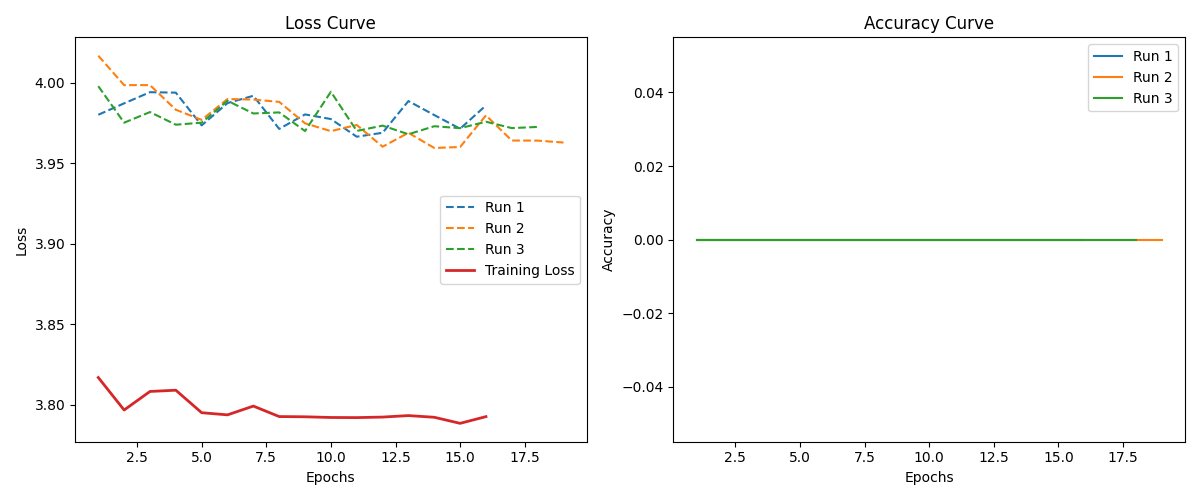 Loss Curve
Loss
4.00
3.95
3.90
3.85
3.80
Run 1
Run 2
Run 3
Training Loss
2.5 5.0 7.5 10.0 12.5 15.0 17.5
Epochs
Accuracy Curve
Accuracy
0.04
0.02
0.00
−0.02
−0.04
Run 1
Run 2
Run 3
2.5 5.0 7.5 10.0 12.5 15.0 17.5
Epochs